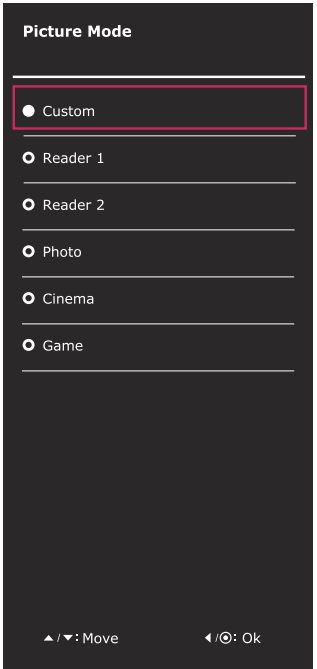 Picture Mode
Custom
Reader 1
Reader 2
Photo
Cinema
Game
▲/▼: Move ◀/⦿: Ok